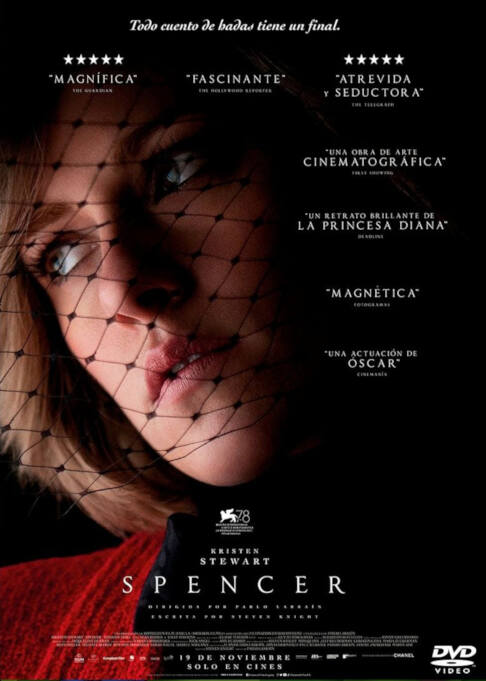 Todo cuento de hadas tiene un final.
"MAGNÍFICA"
THE GUARDIAN
"FASCINANTE"
THE HOLLYWOOD REPORTER
"ATREVIDA
Y SEDUCTORA"
THE TELEGRAPH
"UNA OBRA DE ARTE
CINEMATOGRÁFICA"
FIRST SHOWING
"UN RETRATO BRILLANTE DE
LA PRINCESA DIANA"
DEADLINE
"MAGNÉTICA"
FOTOGRAMAS
"UNA ACTUACIÓN DE
ÓSCAR"
CINEMANÍA
78
KRISTEN
STEWART
SPENCER
DIRIGIDA POR PABLO LARRAÍN
ESCRITA POR STEVEN KNIGHT
19 DE NOVIEMBRE
SOLO EN CINES
CHANEL
DVD
VIDEO